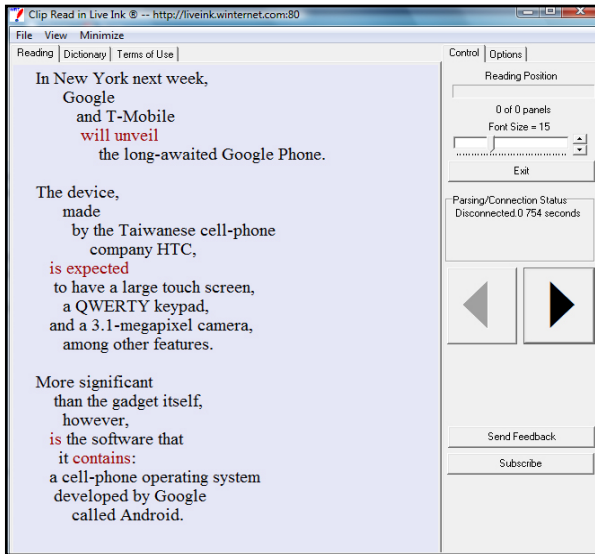 Clip Read in Live Ink ® -- http://liveink.winternet.com:80
File View Minimize
Reading Dictionary Terms of Use
In New York next week,
Google
and T-Mobile
will unveil
the long-awaited Google Phone.
The device,
made
by the Taiwanese cell-phone
company HTC,
is expected
to have a large touch screen,
a QWERTY keypad,
and a 3.1-megapixel camera,
among other features.
More significant
than the gadget itself,
however,
is the software that
it contains:
a cell-phone operating system
developed by Google
called Android.
Control Options
Reading Position
0 of 0 panels
Font Size = 15
Exit
Parsing/Connection Status
Disconnected.0 754 seconds
Send Feedback
Subscribe